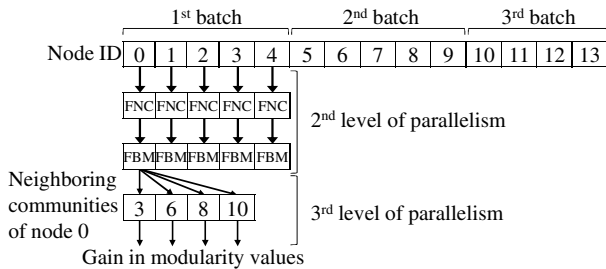 1st batch 2nd batch 3rd batch
Node ID 0 1 2 3 4 5 6 7 8 9 10 11 12 13
FNC FNC FNC FNC FNC
2nd level of parallelism
FBM FBM FBM FBM FBM
Neighboring
communities
of node 0
3 6 8 10
3rd level of parallelism
Gain in modularity values